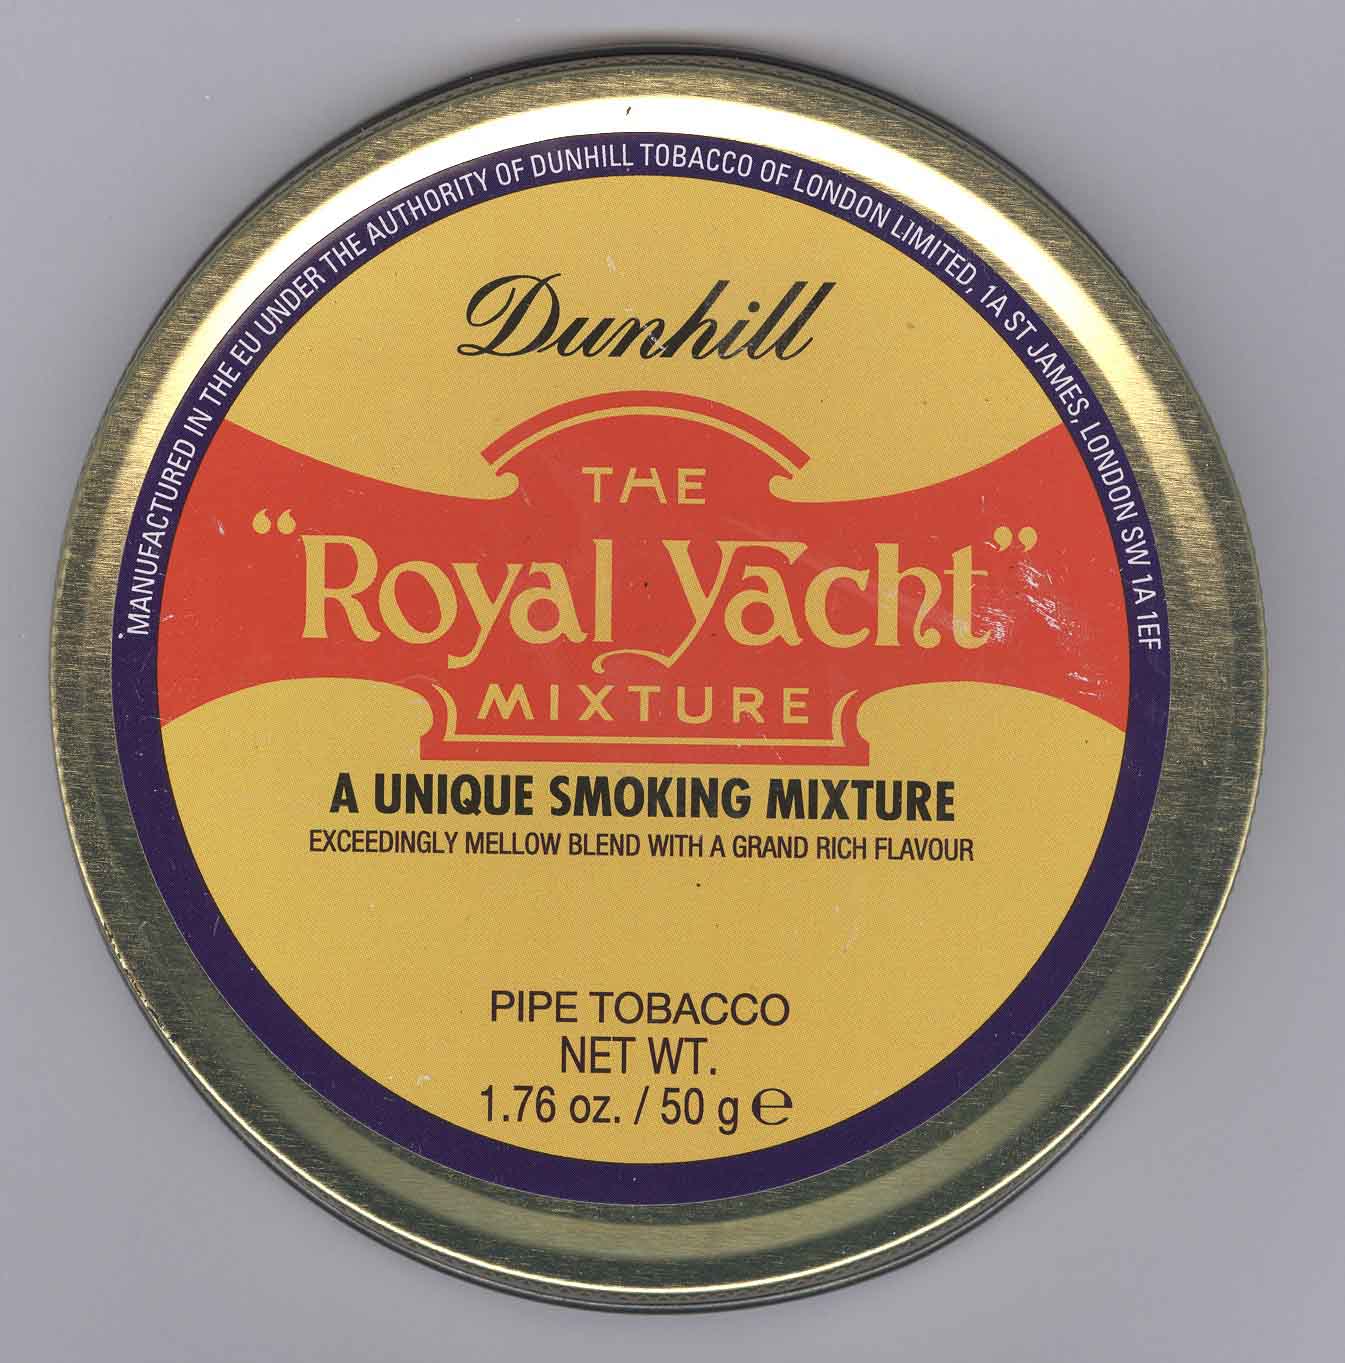 MANUFACTURED IN THE EU UNDER THE AUTHORITY OF DUNHILL TOBACCO OF LONDON LIMITED, 1A ST JAMES, LONDON SW 1A 1EF
Dunhill
THE
“Royal Yacht”
MIXTURE
A UNIQUE SMOKING MIXTURE
EXCEEDINGLY MELLOW BLEND WITH A GRAND RICH FLAVOUR
PIPE TOBACCO
NET WT.
1.76 oz. / 50 g ℮